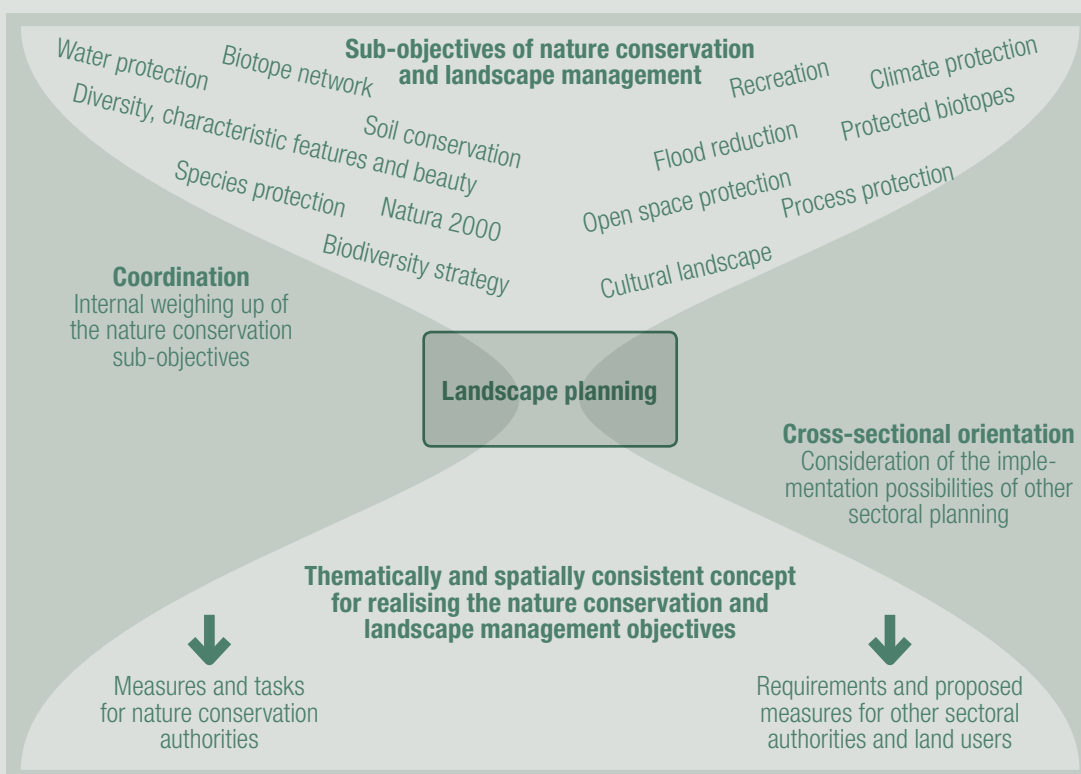 Sub-objectives of nature conservation
and landscape management
Water protection
Biotope network
Recreation
Climate protection
Diversity, characteristic features and beauty
Soil conservation
Flood reduction
Protected biotopes
Species protection
Natura 2000
Open space protection
Process protection
Biodiversity strategy
Cultural landscape
Coordination
Internal weighing up of
the nature conservation
sub-objectives
Landscape planning
Cross-sectional orientation
Consideration of the imple-
mentation possibilities of other
sectoral planning
Thematically and spatially consistent concept
for realising the nature conservation and
landscape management objectives
Measures and tasks
for nature conservation
authorities
Requirements and proposed
measures for other sectoral
authorities and land users